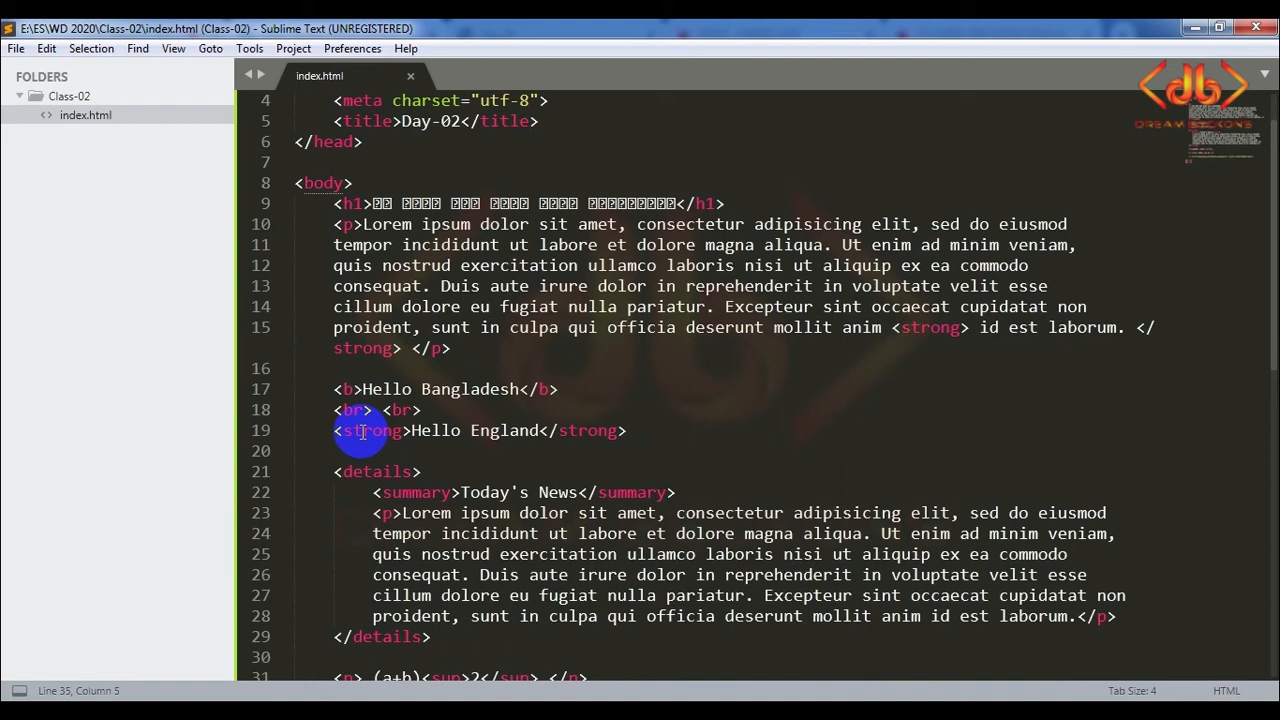 E:\ES\WD 2020\Class-02\index.html (Class-02) - Sublime Text (UNREGISTERED)
File Edit Selection Find View Goto Tools Project Preferences Help
FOLDERS
Class-02
index.html
index.html
DREAM BECKONS
4 <meta charset="utf-8">
5 <title>Day-02</title>
6 </head>
7
8 <body>
9 <h1></h1>
10 <p>Lorem ipsum dolor sit amet, consectetur adipisicing elit, sed do eiusmod
11 tempor incididunt ut labore et dolore magna aliqua. Ut enim ad minim veniam,
12 quis nostrud exercitation ullamco laboris nisi ut aliquip ex ea commodo
13 consequat. Duis aute irure dolor in reprehenderit in voluptate velit esse
14 cillum dolore eu fugiat nulla pariatur. Excepteur sint occaecat cupidatat non
15 proident, sunt in culpa qui officia deserunt mollit anim <strong> id est laborum. </
strong> </p>
16
17 <b>Hello Bangladesh</b>
18 <br> <br>
19 <strong>Hello England</strong>
20
21 <details>
22 <summary>Today's News</summary>
23 <p>Lorem ipsum dolor sit amet, consectetur adipisicing elit, sed do eiusmod
24 tempor incididunt ut labore et dolore magna aliqua. Ut enim ad minim veniam,
25 quis nostrud exercitation ullamco laboris nisi ut aliquip ex ea commodo
26 consequat. Duis aute irure dolor in reprehenderit in voluptate velit esse
27 cillum dolore eu fugiat nulla pariatur. Excepteur sint occaecat cupidatat non
28 proident, sunt in culpa qui officia deserunt mollit anim id est laborum.</p>
29 </details>
30
31 <p> (a+b)<sup>2</sup> </p>
Line 35, Column 5
Tab Size: 4
HTML